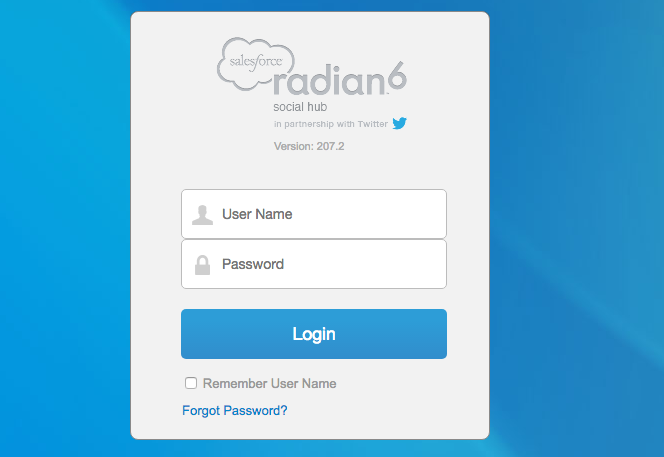 salesforce
radian6
social hub
in partnership with Twitter
Version: 207.2
User Name
Password
Login
Remember User Name
Forgot Password?